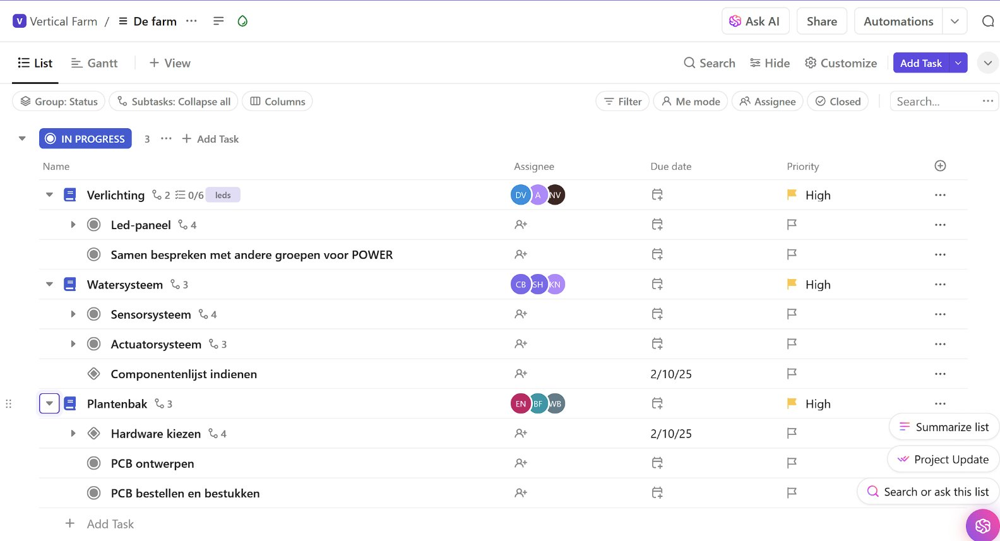 V Vertical Farm / De farm ··· Ask AI Share Automations
List Gantt + View Search Hide Customize Add Task
Group: Status Subtasks: Collapse all Columns Filter Me mode Assignee Closed Search... ···
IN PROGRESS 3 ··· + Add Task
Name Assignee Due date Priority
Verlichting 2 0/6 leds DV A NV High ···
Led-paneel 4 ···
Samen bespreken met andere groepen voor POWER ···
Watersysteem 3 CB SH KN High ···
Sensorsysteem 4 ···
Actuatorsysteem 3 ···
Componentenlijst indienen 2/10/25 ···
Plantenbak 3 EN BF WB High ···
Summarize list
Hardware kiezen 4 2/10/25
PCB ontwerpen
Project Update
PCB bestellen en bestukken
Search or ask this list
+ Add Task